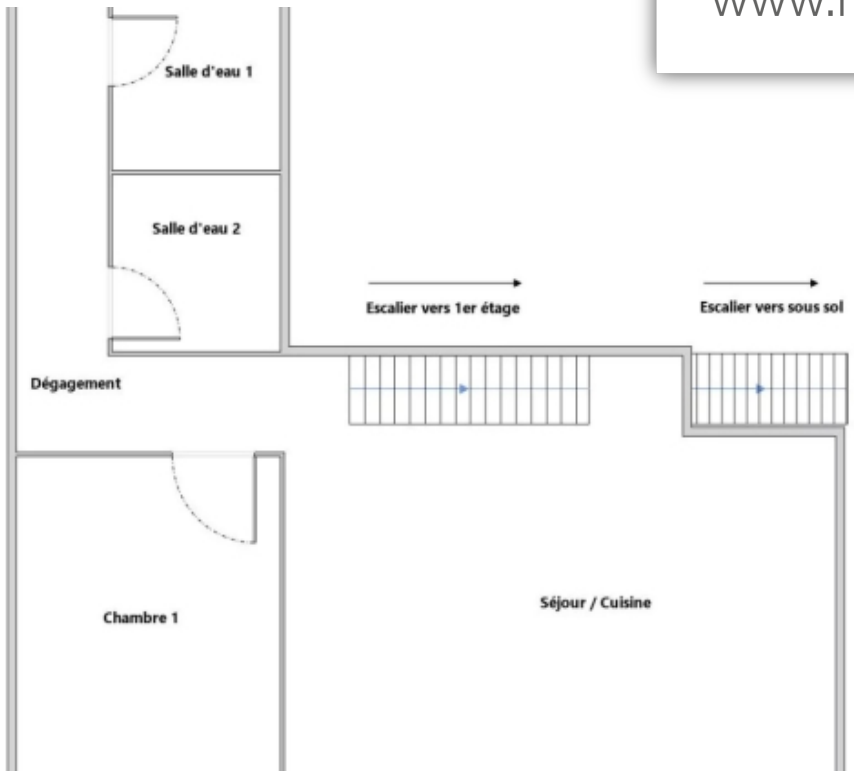 www.
Salle d'eau 1
Salle d'eau 2
Escalier vers 1er étage
Escalier vers sous sol
Dégagement
Chambre 1
Séjour / Cuisine